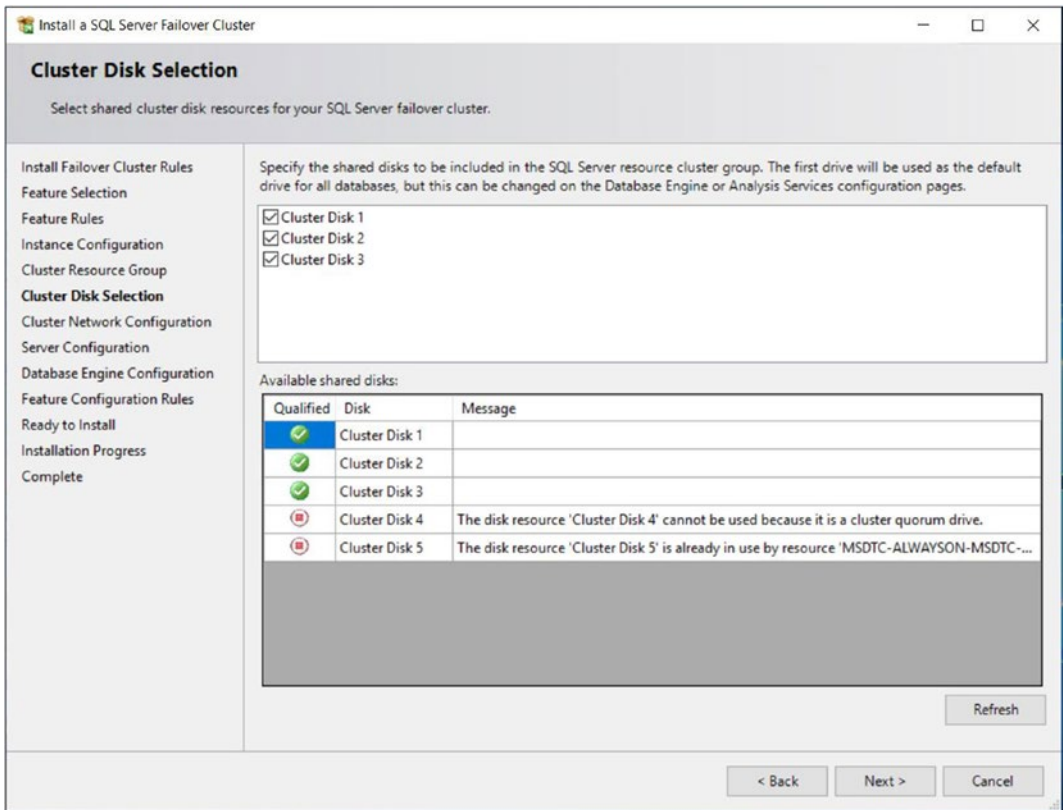 Install a SQL Server Failover Cluster
Cluster Disk Selection
Select shared cluster disk resources for your SQL Server failover cluster.
Install Failover Cluster Rules
Feature Selection
Feature Rules
Instance Configuration
Cluster Resource Group
Cluster Disk Selection
Cluster Network Configuration
Server Configuration
Database Engine Configuration
Feature Configuration Rules
Ready to Install
Installation Progress
Complete
Specify the shared disks to be included in the SQL Server resource cluster group. The first drive will be used as the default
drive for all databases, but this can be changed on the Database Engine or Analysis Services configuration pages.
Cluster Disk 1
Cluster Disk 2
Cluster Disk 3
Available shared disks:
Qualified Disk Message
Cluster Disk 1
Cluster Disk 2
Cluster Disk 3
Cluster Disk 4 The disk resource 'Cluster Disk 4' cannot be used because it is a cluster quorum drive.
Cluster Disk 5 The disk resource 'Cluster Disk 5' is already in use by resource 'MSDTC-ALWAYSON-MSDTC-...
Refresh
< Back Next > Cancel